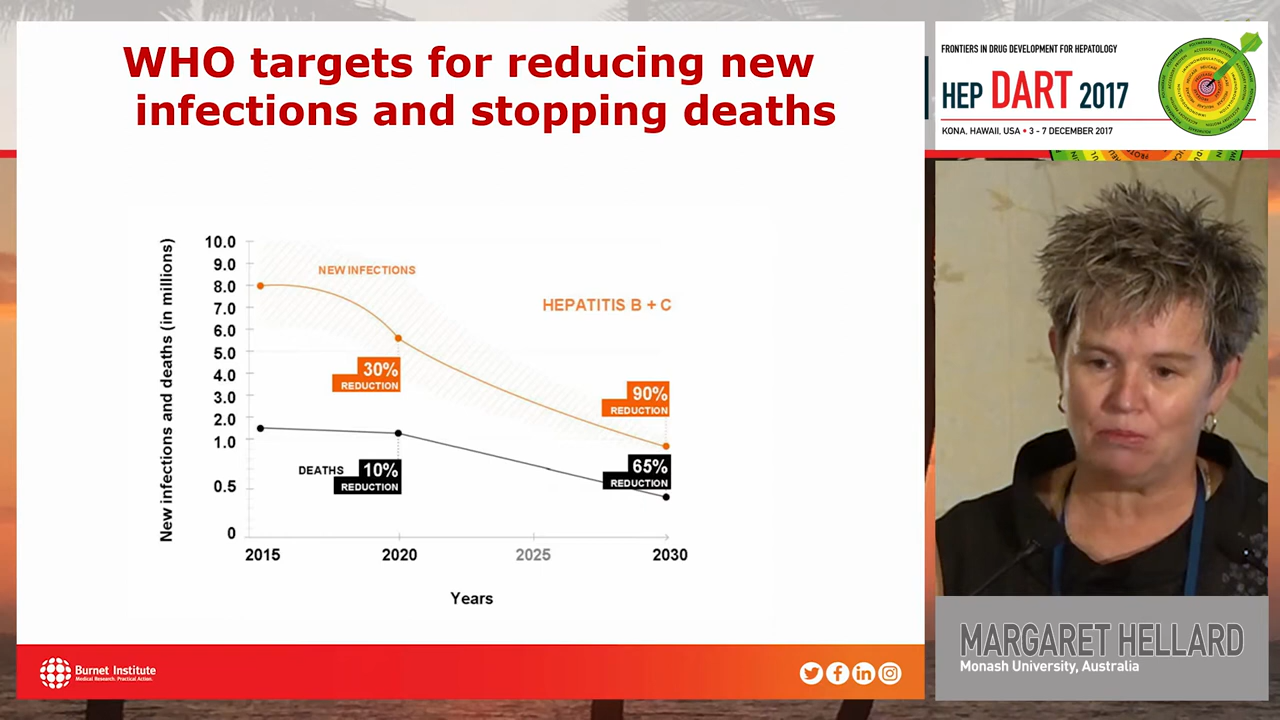 WHO targets for reducing new
infections and stopping deaths
New infections and deaths (in millions)
10.0
9.0
8.0
7.0
6.0
5.0
4.0
3.0
2.0
1.0
0.5
0
NEW INFECTIONS
HEPATITIS B + C
30%
REDUCTION
90%
REDUCTION
DEATHS 10%
REDUCTION
65%
REDUCTION
2015 2020 2025 2030
Years
Burnet Institute
Medical Research. Practical Action.
FRONTIERS IN DRUG DEVELOPMENT FOR HEPATOLOGY
HEP DART 2017
KONA, HAWAII, USA • 3 - 7 DECEMBER 2017
MARGARET HELLARD
Monash University, Australia